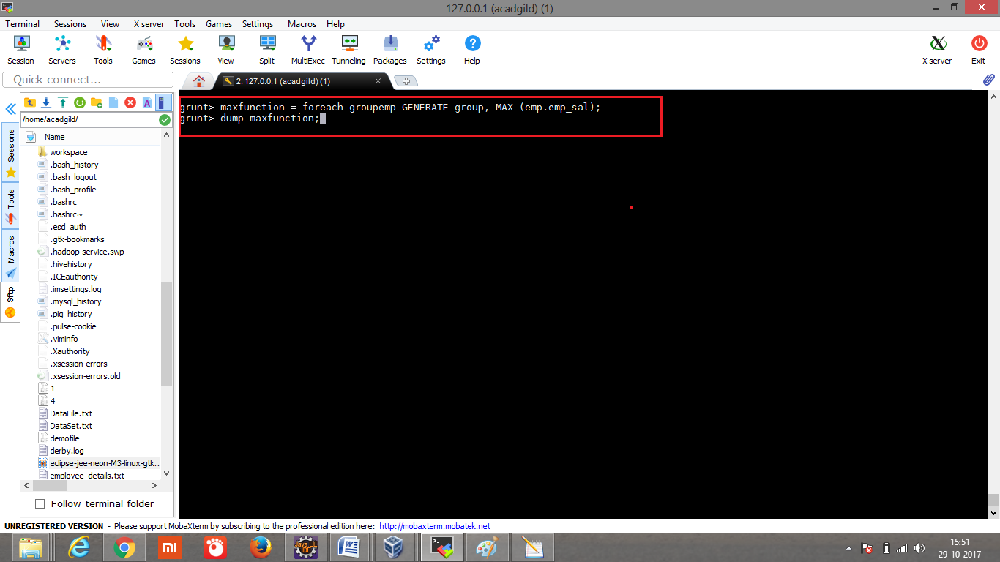 127.0.0.1 (acadgild) (1)
Terminal Sessions View X server Tools Games Settings Macros Help
Session Servers Tools Games Sessions View Split MultiExec Tunneling Packages Settings Help X server Exit
Quick connect...
2. 127.0.0.1 (acadgild) (1)
/home/acadgild/
Name
workspace
.bash_history
.bash_logout
.bash_profile
.bashrc
.bashrc~
.esd_auth
.gtk-bookmarks
.hadoop-service.swp
.hivehistory
.ICEauthority
.imsettings.log
.mysql_history
.pig_history
.pulse-cookie
.viminfo
.Xauthority
.xsession-errors
.xsession-errors.old
1
4
DataFile.txt
DataSet.txt
demofile
derby.log
eclipse-jee-neon-M3-linux-gtk..
employee_details.txt
Follow terminal folder
Sessions
Tools
Macros
Sftp
grunt> maxfunction = foreach groupemp GENERATE group, MAX (emp.emp_sal);
grunt> dump maxfunction;
UNREGISTERED VERSION - Please support MobaXterm by subscribing to the professional edition here: http://mobaxterm.mobatek.net
mi
Java EE
IDE
15:51
29-10-2017